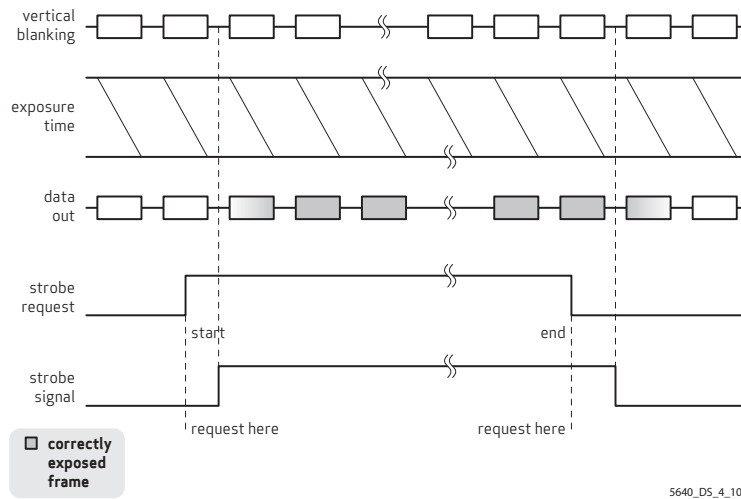 vertical
blanking
exposure
time
data
out
strobe
request
start
end
strobe
signal
request here
request here
correctly
exposed
frame
5640_DS_4_10